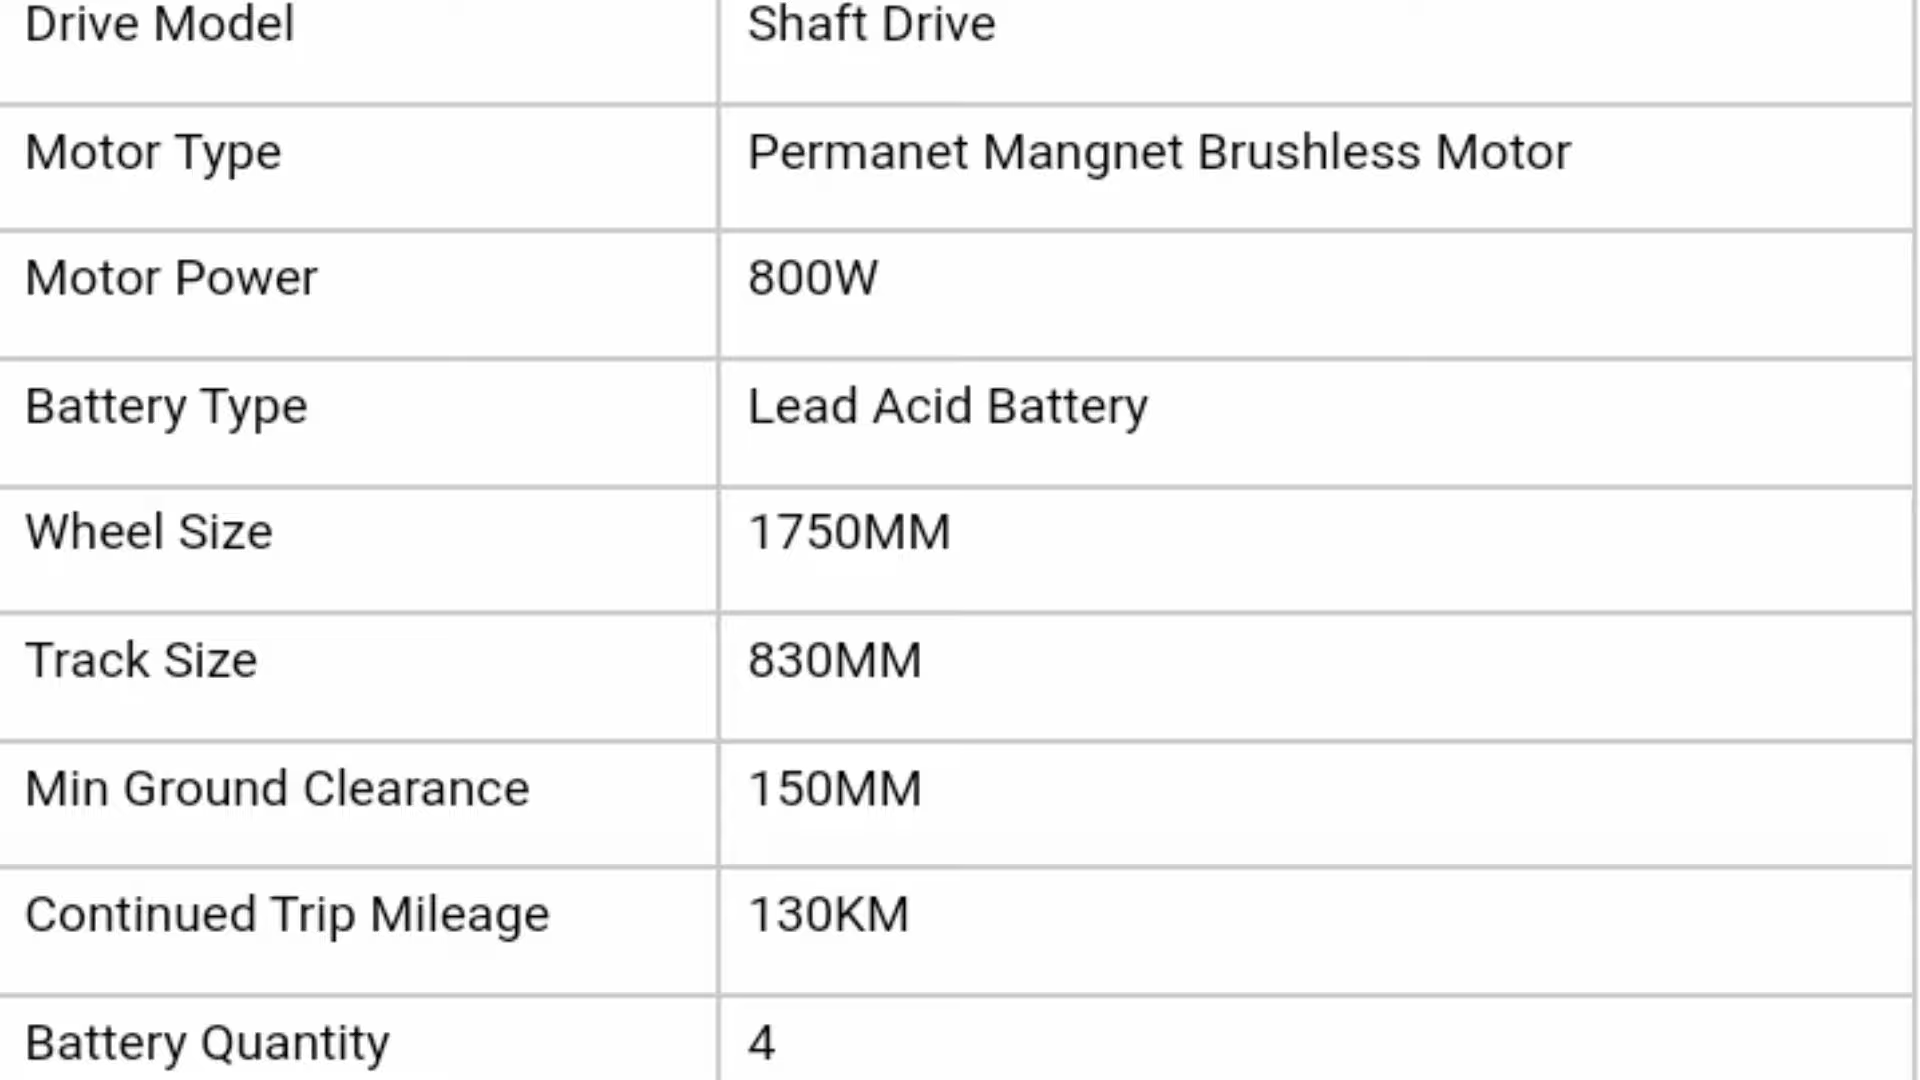 Drive Model Shaft Drive
Motor Type Permanet Mangnet Brushless Motor
Motor Power 800W
Battery Type Lead Acid Battery
Wheel Size 1750MM
Track Size 830MM
Min Ground Clearance 150MM
Continued Trip Mileage 130KM
Battery Quantity 4